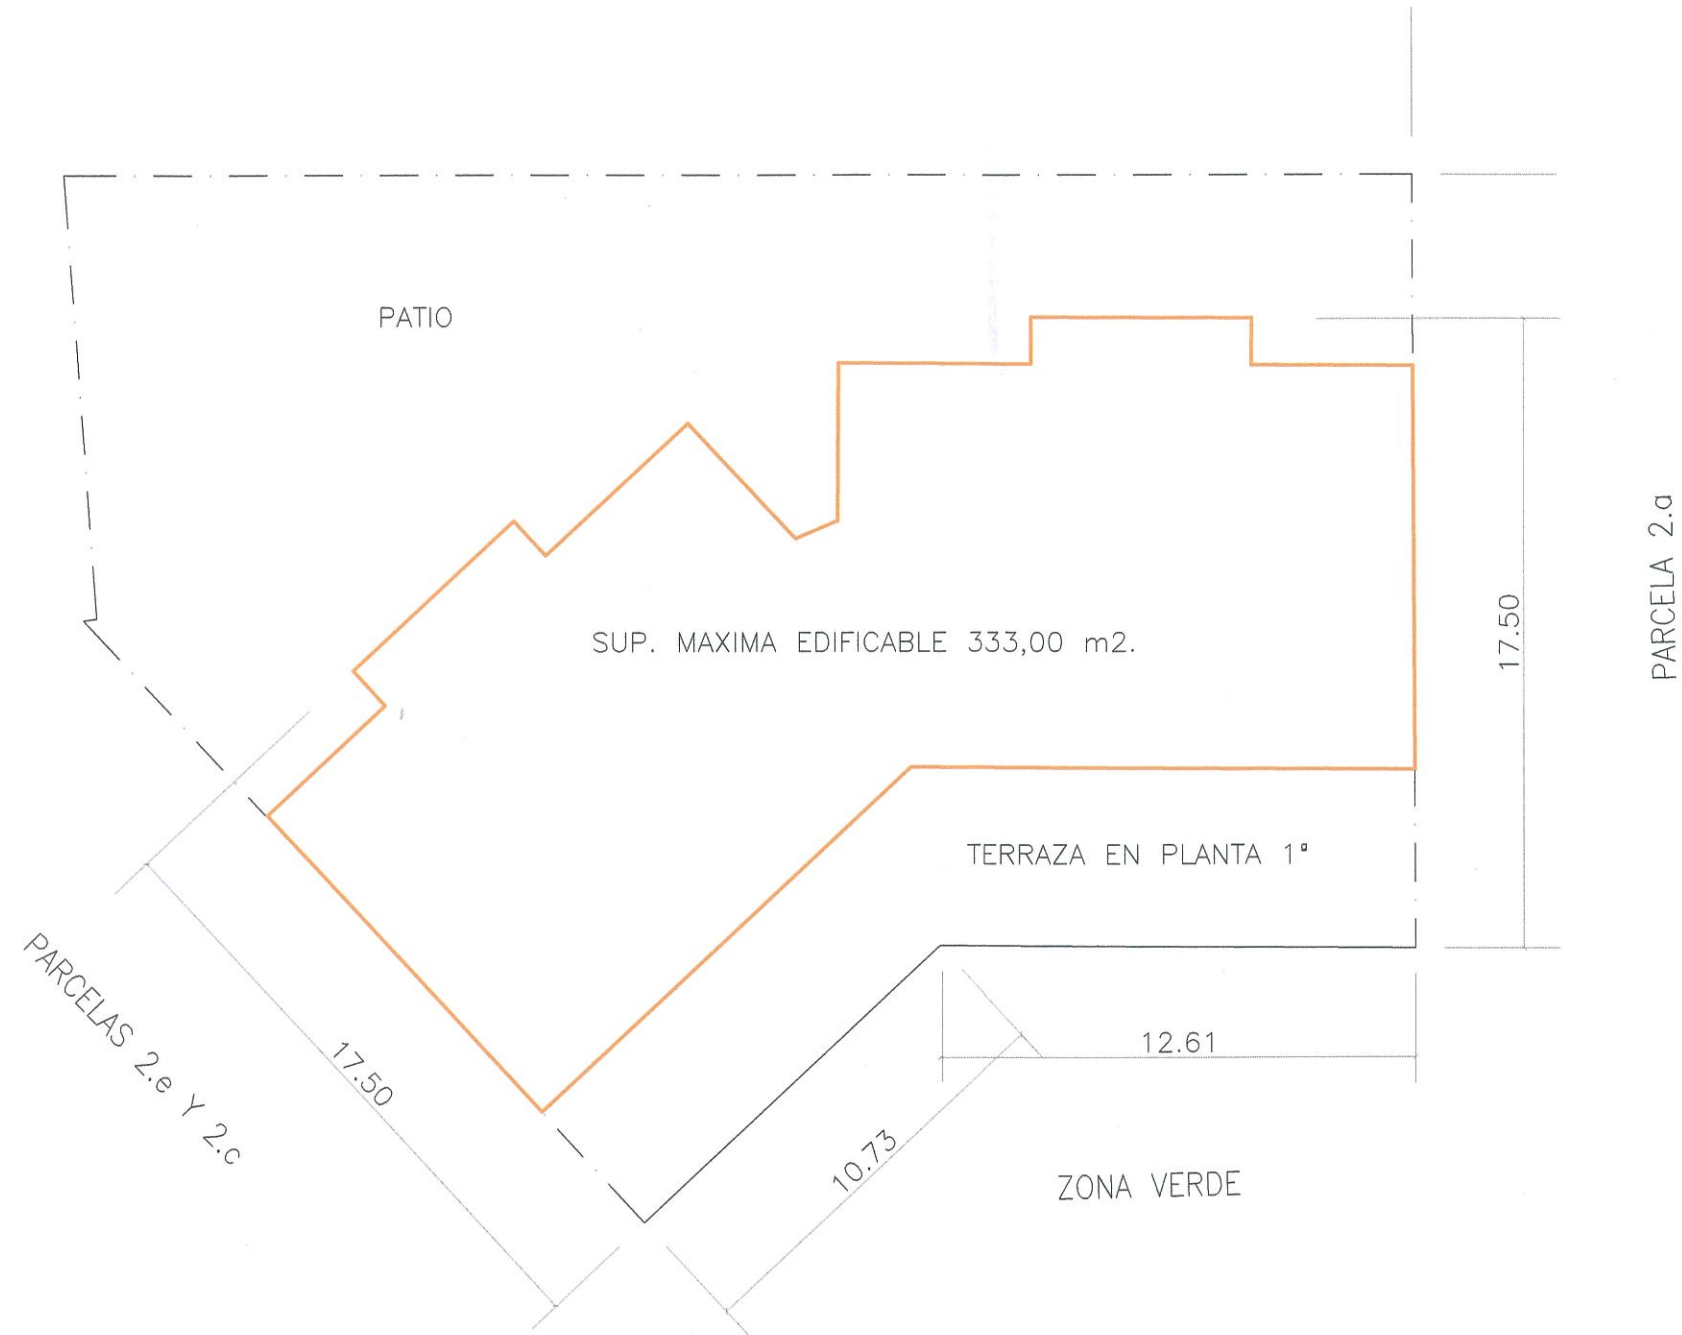 PATIO
SUP. MAXIMA EDIFICABLE 333,00 m2.
17.50
PARCELA 2.a
TERRAZA EN PLANTA 1ª
PARCELAS 2.e Y 2.c
17.50
12.61
10.73
ZONA VERDE